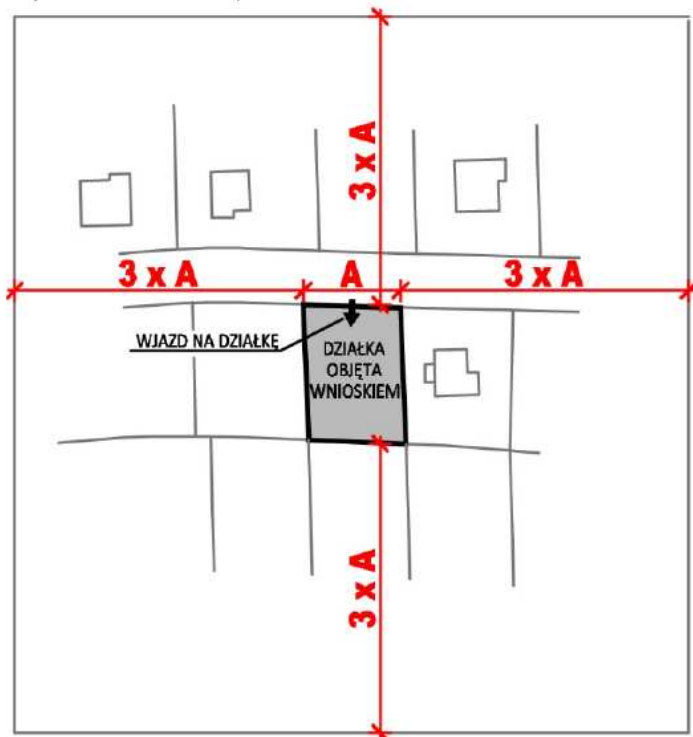 3 x A
3 x A
A
3 x A
WJAZD NA DZIAŁKĘ
DZIAŁKA
OBJĘTA
WNIOSKIEM
3 x A